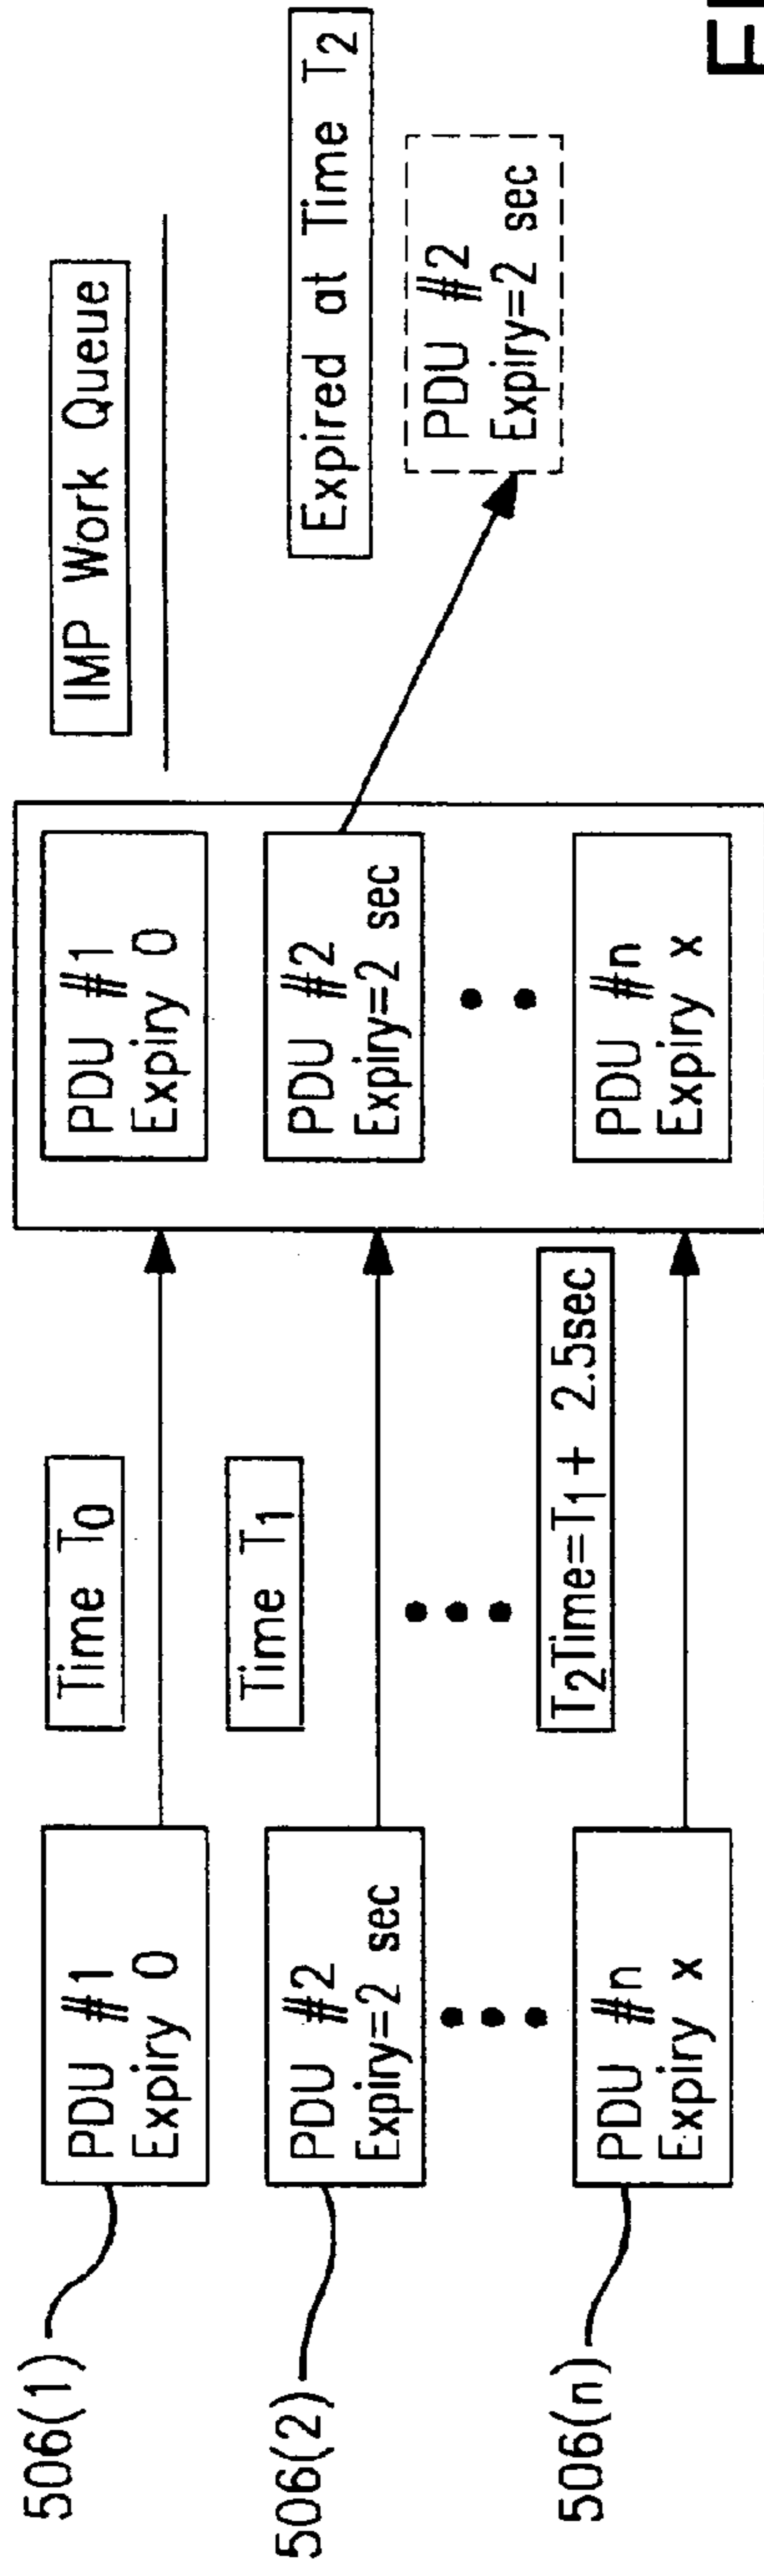 506(1)
PDU #1
Expiry 0
Time T0
PDU #1
Expiry 0
IMP Work Queue
506(2)
PDU #2
Expiry=2 sec
Time T1
PDU #2
Expiry=2 sec
Expired at Time T2
PDU #2
Expiry=2 sec
506(n)
PDU #n
Expiry x
T2Time=T1+ 2.5sec
PDU #n
Expiry x